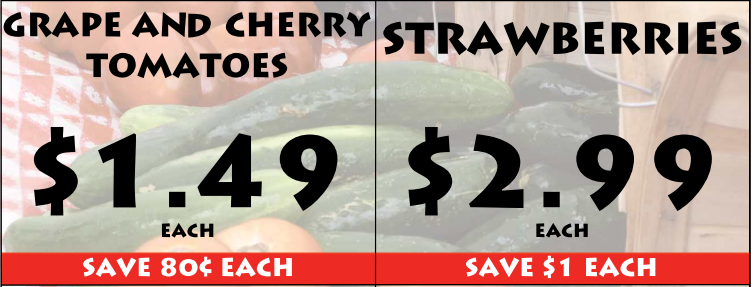 GRAPE AND CHERRY
TOMATOES
$1.49
EACH
SAVE 80¢ EACH
STRAWBERRIES
$2.99
EACH
SAVE $1 EACH